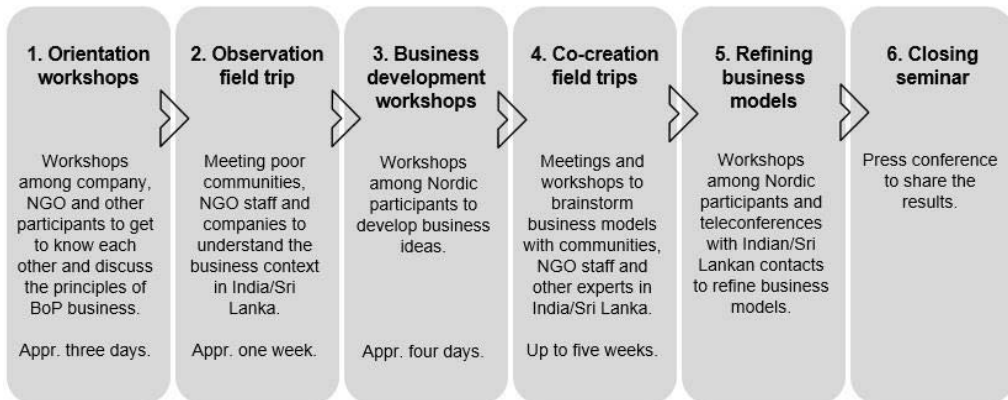 1. Orientation
workshops
Workshops
among company,
NGO and other
participants to get
to know each
other and discuss
the principles of
BoP business.
Appr. three days.
2. Observation
field trip
Meeting poor
communities,
NGO staff and
companies to
understand the
business context
in India/Sri
Lanka.
Appr. one week.
3. Business
development
workshops
Workshops
among Nordic
participants to
develop business
ideas.
Appr. four days.
4. Co-creation
field trips
Meetings and
workshops to
brainstorm
business models
with communities,
NGO staff and
other experts in
India/Sri Lanka.
Up to five weeks.
5. Refining
business
models
Workshops
among Nordic
participants and
teleconferences
with Indian/Sri
Lankan contacts
to refine business
models.
6. Closing
seminar
Press conference
to share the
results.